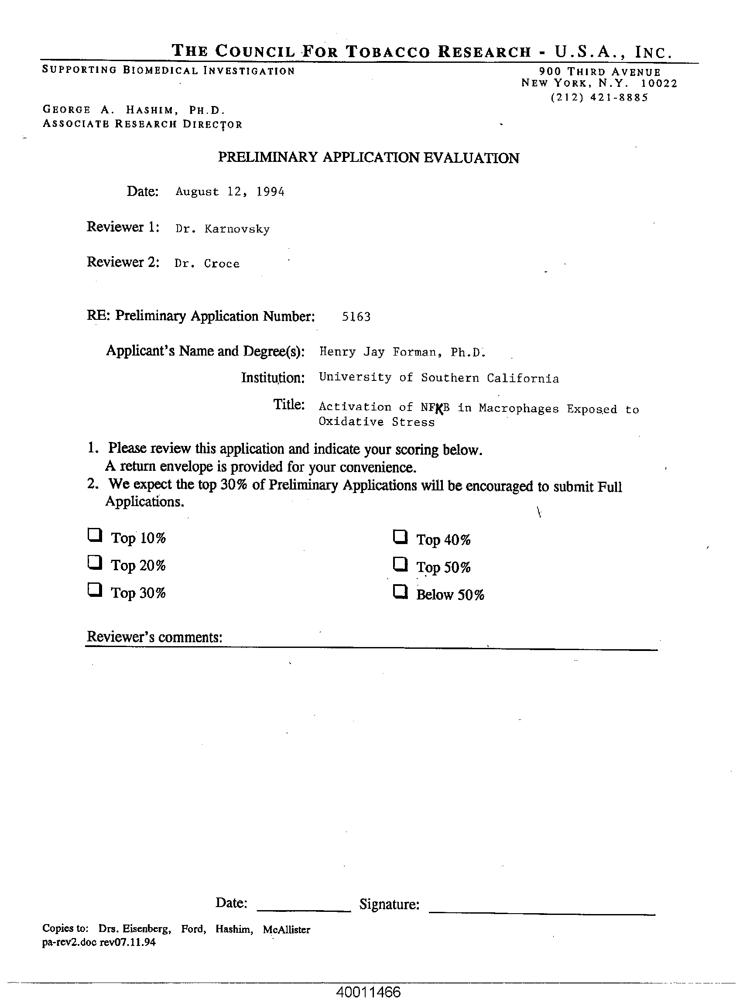 THE COUNCIL FOR TOBACCO RESEARCH - U.S.A., INC.
SUPPORTING BIOMEDICAL INVESTIGATION
900 THIRD AVENUE
NEW YORK, N.Y. 10022
(212) 421-8885
GEORGE A. HASHIM, PH.D.
ASSOCIATE RESEARCH DIRECTOR
PRELIMINARY APPLICATION EVALUATION
Date: August 12, 1994
Reviewer 1: Dr. Karnovsky
Reviewer 2: Dr. Croce
RE: Preliminary Application Number: 5163
Applicant's Name and Degree(s): Henry Jay Forman, Ph.D.
Institution: University of Southern California
Title: Activation of NFKB in Macrophages Exposed to
Oxidative Stress
1. Please review this application and indicate your scoring below.
A return envelope is provided for your convenience.
2. We expect the top 30% of Preliminary Applications will be encouraged to submit Full
Applications.
Top 10%
Top 20%
Top 30%
Top 40%
Top 50%
Below 50%
Reviewer's comments:
Date: Signature:
Copies to: Drs. Eisenberg, Ford, Hashim, McAllister
pa-rev2.doc rev07.11.94
40011466